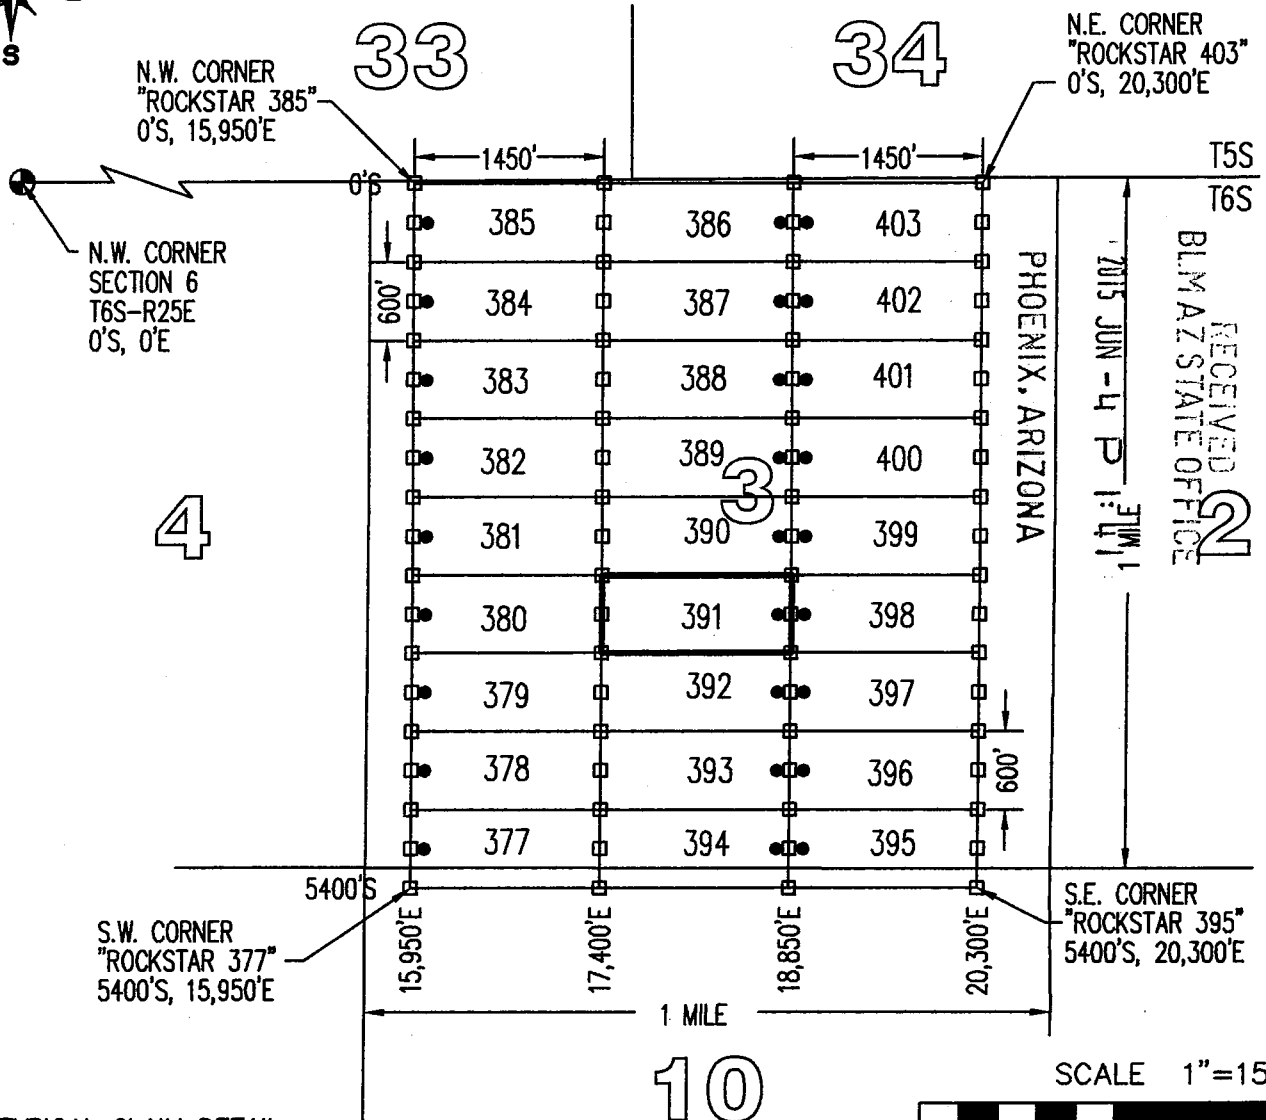 S
33
34
N.W. CORNER
"ROCKSTAR 385"
0'S, 15,950'E
N.E. CORNER
"ROCKSTAR 403"
0'S, 20,300'E
1450'
1450'
T5S
T6S
0'S
N.W. CORNER
SECTION 6
T6S-R25E
0'S, 0'E
600'
385
386
403
384
387
402
383
388
401
382
389
400
3
381
390
399
380
391
398
379
392
397
378
393
396
377
394
395
4
2
600'
PHOENIX, ARIZONA
2015 JUN -4 P 1:41
1 MILE
RECEIVED
BLM AZ STATE OFFICE
5400'S
S.W. CORNER
"ROCKSTAR 377"
5400'S, 15,950'E
15,950'E
17,400'E
18,850'E
20,300'E
S.E. CORNER
"ROCKSTAR 395"
5400'S, 20,300'E
1 MILE
10
SCALE 1"=15